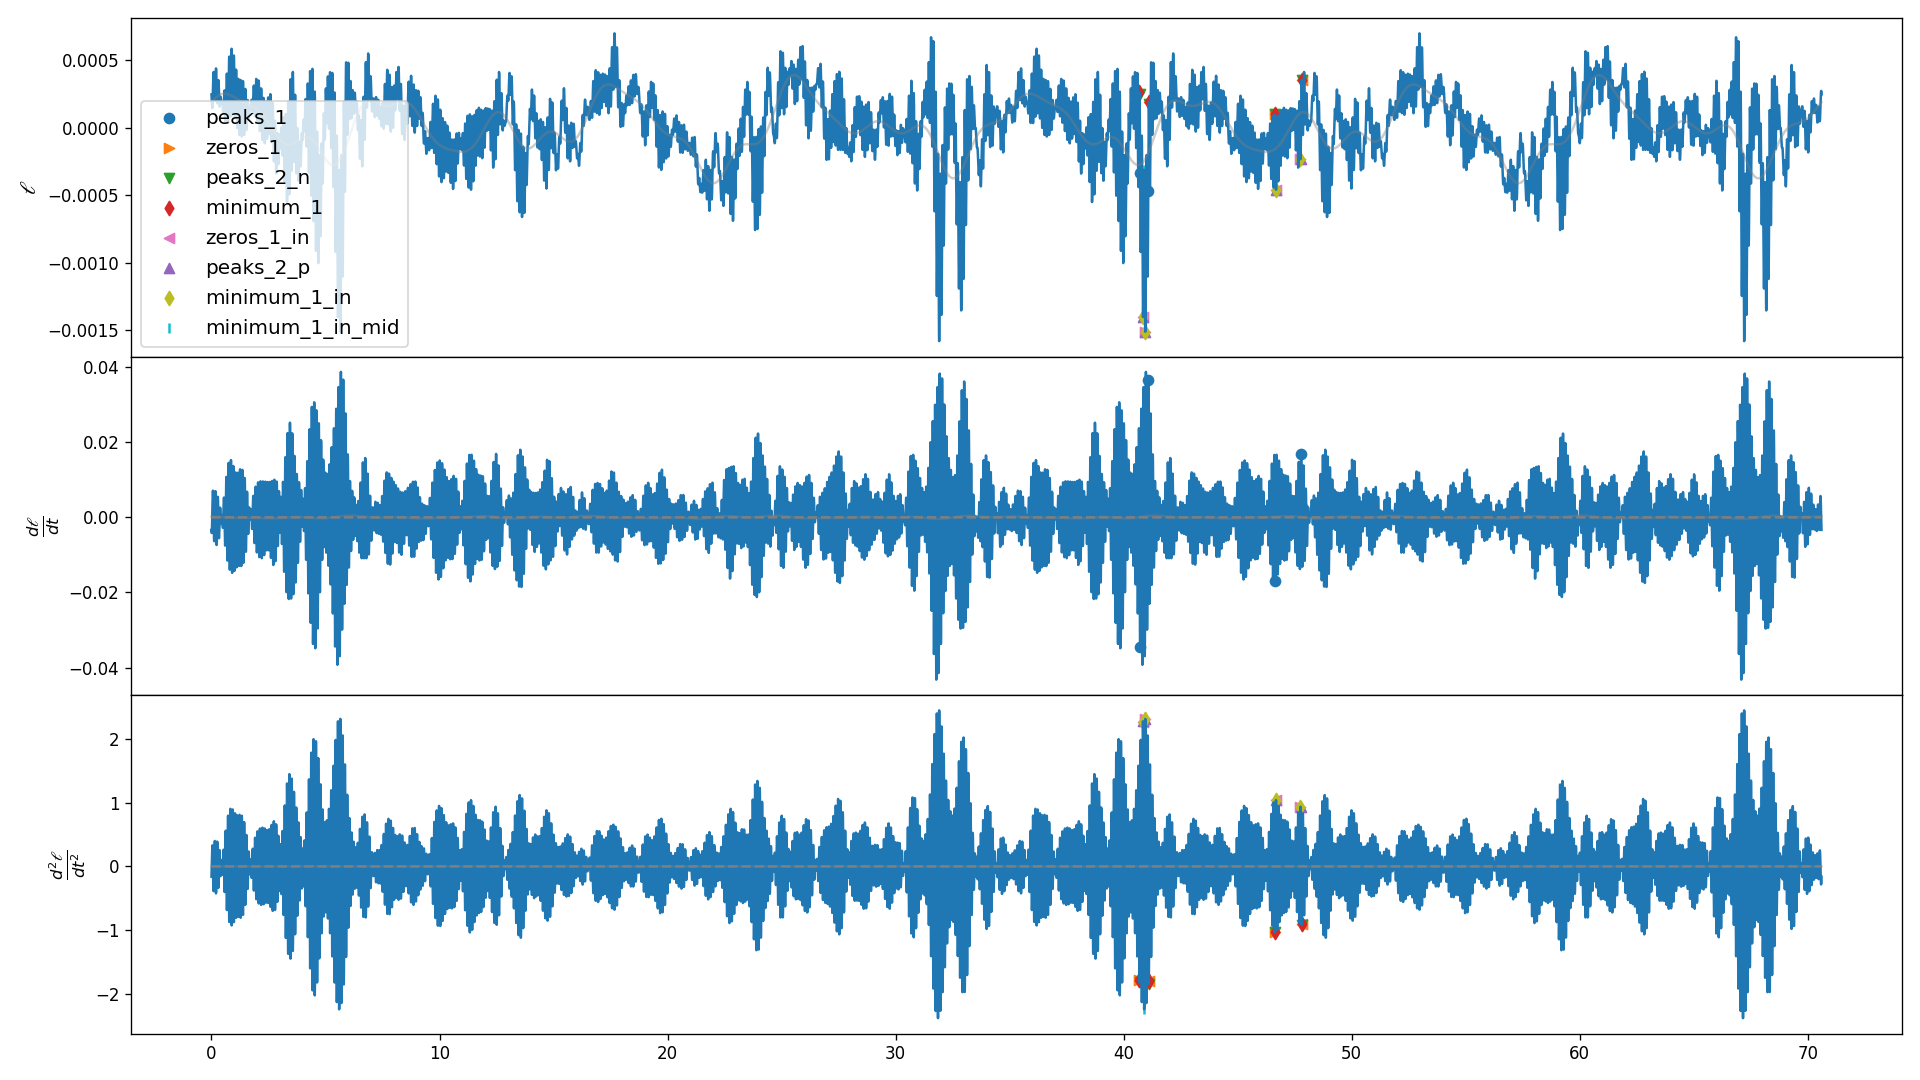 0.0005
0.0000
−0.0005
−0.0010
−0.0015
ℓ
peaks_1
zeros_1
peaks_2_n
minimum_1
zeros_1_in
peaks_2_p
minimum_1_in
minimum_1_in_mid
0.04
0.02
0.00
−0.02
−0.04
dℓ/dt
2
1
0
−1
−2
d²ℓ/dt²
0 10 20 30 40 50 60 70